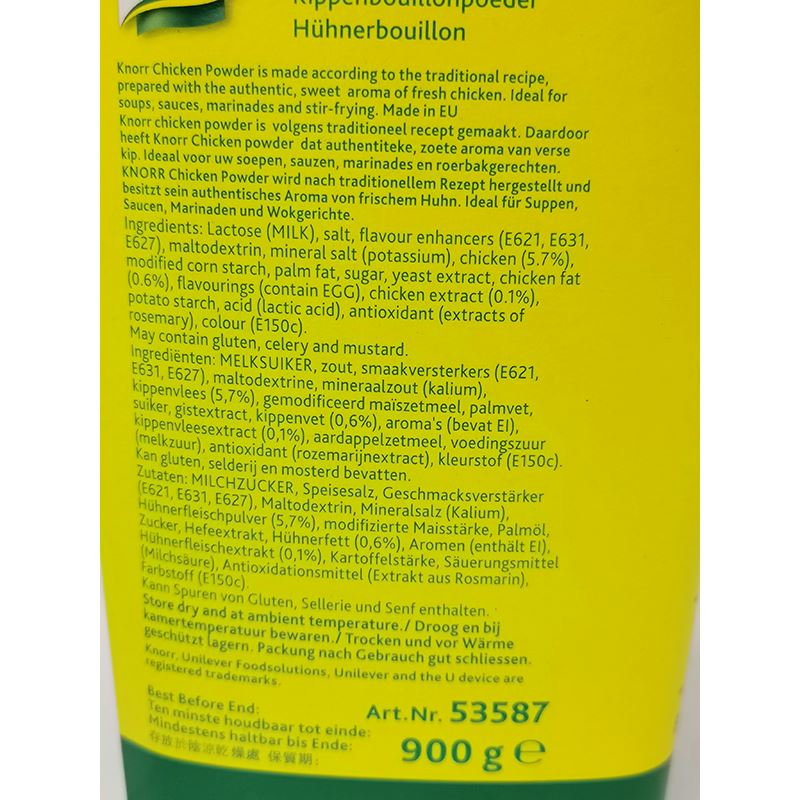 Kippenbouillonpoeder
Hühnerbouillon
Knorr Chicken Powder is made according to the traditional recipe,
prepared with the authentic, sweet aroma of fresh chicken. Ideal for
soups, sauces, marinades and stir-frying. Made in EU
Knorr chicken powder is volgens traditioneel recept gemaakt. Daardoor
heeft Knorr Chicken powder dat authentiteke, zoete aroma van verse
kip. Ideaal voor uw soepen, sauzen, marinades en roerbakgerechten.
KNORR Chicken Powder wird nach traditionellem Rezept hergestellt und
besitzt sein authentisches Aroma von frischem Huhn. Ideal für Suppen,
Saucen, Marinaden und Wokgerichte.
Ingredients: Lactose (MILK), salt, flavour enhancers (E621, E631,
E627), maltodextrin, mineral salt (potassium), chicken (5.7%),
modified corn starch, palm fat, sugar, yeast extract, chicken fat
(0.6%), flavourings (contain EGG), chicken extract (0.1%),
potato starch, acid (lactic acid), antioxidant (extracts of
rosemary), colour (E150c).
May contain gluten, celery and mustard.
Ingrediënten: MELKSUIKER, zout, smaakversterkers (E621,
E631, E627), maltodextrine, mineraalzout (kalium),
kippenvlees (5,7%), gemodificeerd maïszetmeel, palmvet,
suiker, gistextract, kippenvet (0,6%), aroma's (bevat EI),
kippenvleesextract (0,1%), aardappelzetmeel, voedingszuur
(melkzuur), antioxidant (rozemarijnextract), kleurstof (E150c).
Kan gluten, selderij en mosterd bevatten.
Zutaten: MILCHZUCKER, Speisesalz, Geschmacksverstärker
(E621, E631, E627), Maltodextrin, Mineralsalz (Kalium),
Hühnerfleischpulver (5,7%), modifizierte Maisstärke, Palmöl,
Zucker, Hefeextrakt, Hühnerfett (0,6%), Aromen (enthält EI),
Hühnerfleischextrakt (0,1%), Kartoffelstärke, Säuerungsmittel
(Milchsäure), Antioxidationsmittel (Extrakt aus Rosmarin),
Farbstoff (E150c).
Kann Spuren von Gluten, Sellerie und Senf enthalten.
Store dry and at ambient temperature./ Droog en bij
kamertemperatuur bewaren./ Trocken und vor Wärme
geschützt lagern. Packung nach Gebrauch gut schliessen.
Knorr, Unilever Foodsolutions, Unilever and the U device are
registered trademarks.
Best Before End:
Ten minste houdbaar tot einde:
Mindestens haltbar bis Ende:
存放於陰涼乾燥處 保質期:
Art.Nr. 53587
900 g ℮